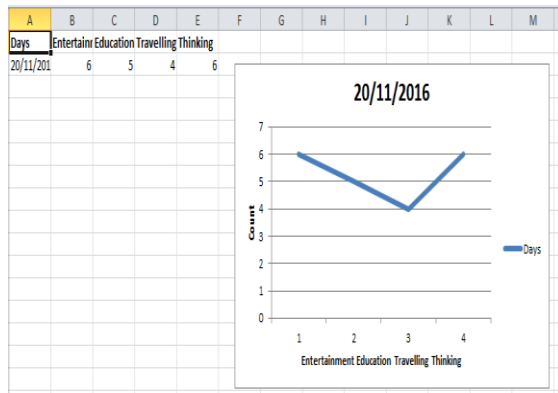 A B C D E F G H I J K L M
Days Entertainr Education Travelling Thinking
20/11/201 6 5 4 6
20/11/2016
7
6
5
4
3
2
1
0
Count
Days
1 2 3 4
Entertainment Education Travelling Thinking